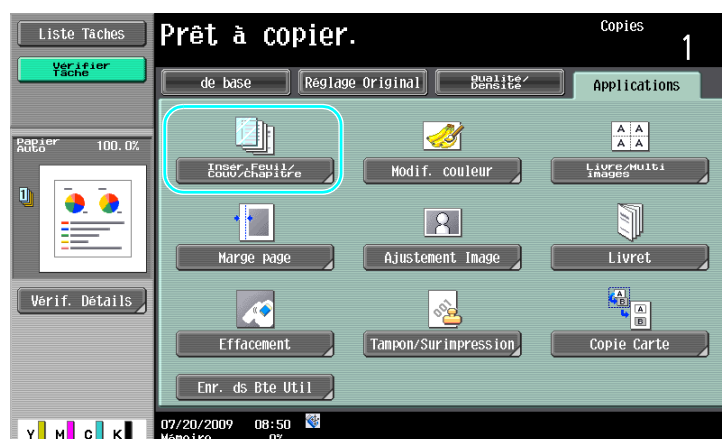 Liste Tâches
Prêt à copier.
Copies
1
Vérifier
Tâche
de base
Réglage Original
Qualité/
Densité
Applications
Papier
Auto
100.0%
Insér.Feuil/
Couv/Chapitre
Modif. couleur
Livre/Multi
images
Marge page
Ajustement Image
Livret
Vérif. Détails
Effacement
Tampon/Surimpression
Copie Carte
Enr. ds Bte Util
07/20/2009 08:50
Mémoire 0%
Y M C K